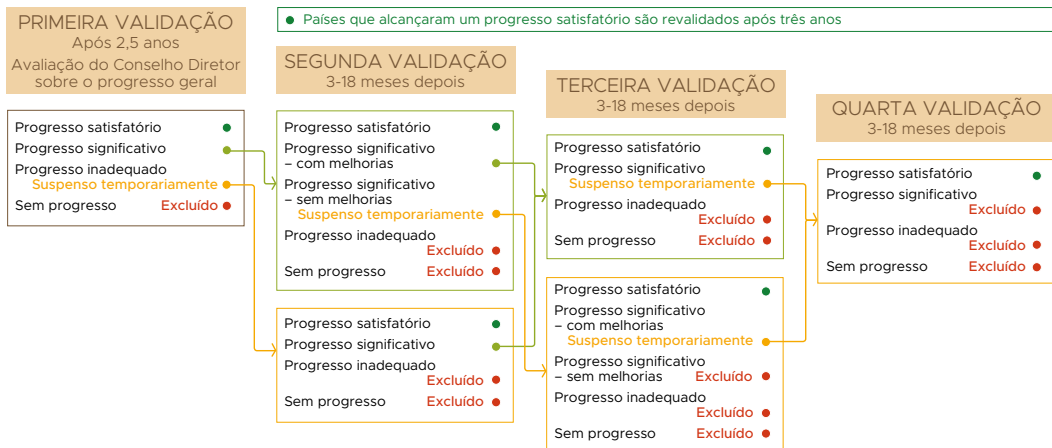 PRIMEIRA VALIDAÇÃO
Após 2,5 anos
Avaliação do Conselho Diretor
sobre o progresso geral
Progresso satisfatório
Progresso significativo
Progresso inadequado
Suspenso temporariamente
Sem progresso Excluído
Países que alcançaram um progresso satisfatório são revalidados após três anos
SEGUNDA VALIDAÇÃO
3-18 meses depois
Progresso satisfatório
Progresso significativo
– com melhorias
Progresso significativo
– sem melhorias
Suspenso temporariamente
Progresso inadequado
Excluído
Sem progresso Excluído
Progresso satisfatório
Progresso significativo
Progresso inadequado
Excluído
Sem progresso Excluído
TERCEIRA VALIDAÇÃO
3-18 meses depois
Progresso satisfatório
Progresso significativo
Suspenso temporariamente
Progresso inadequado
Excluído
Sem progresso Excluído
Progresso satisfatório
Progresso significativo
– com melhorias
Suspenso temporariamente
Progresso significativo
– sem melhorias Excluído
Progresso inadequado
Excluído
Sem progresso Excluído
QUARTA VALIDAÇÃO
3-18 meses depois
Progresso satisfatório
Progresso significativo
Excluído
Progresso inadequado
Excluído
Sem progresso Excluído